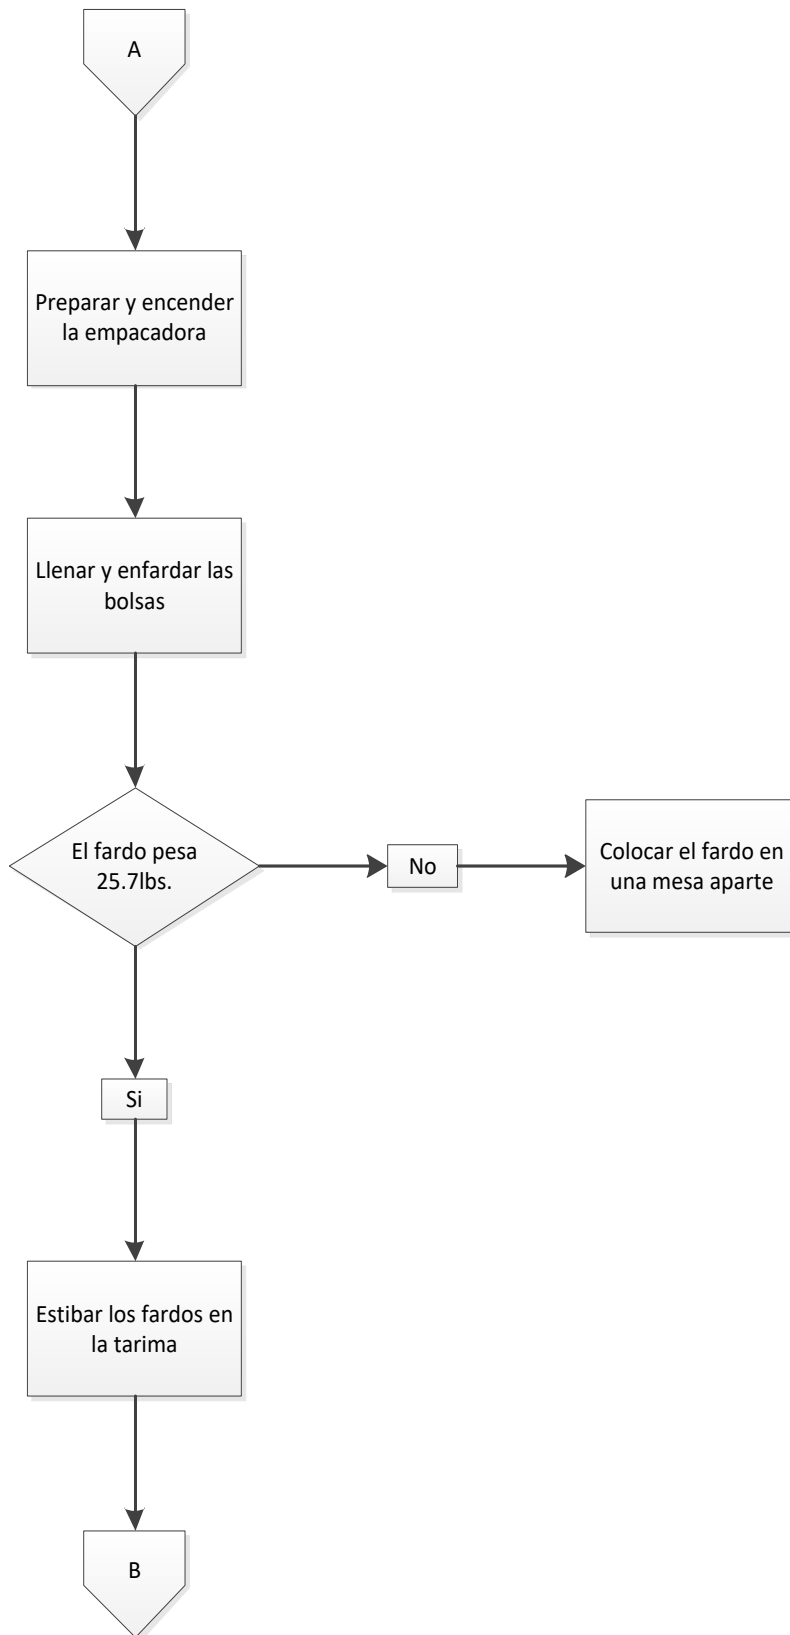 A
Preparar y encender
la empacadora
Llenar y enfardar las
bolsas
El fardo pesa
25.7lbs.
No
Colocar el fardo en
una mesa aparte
Si
Estibar los fardos en
la tarima
B